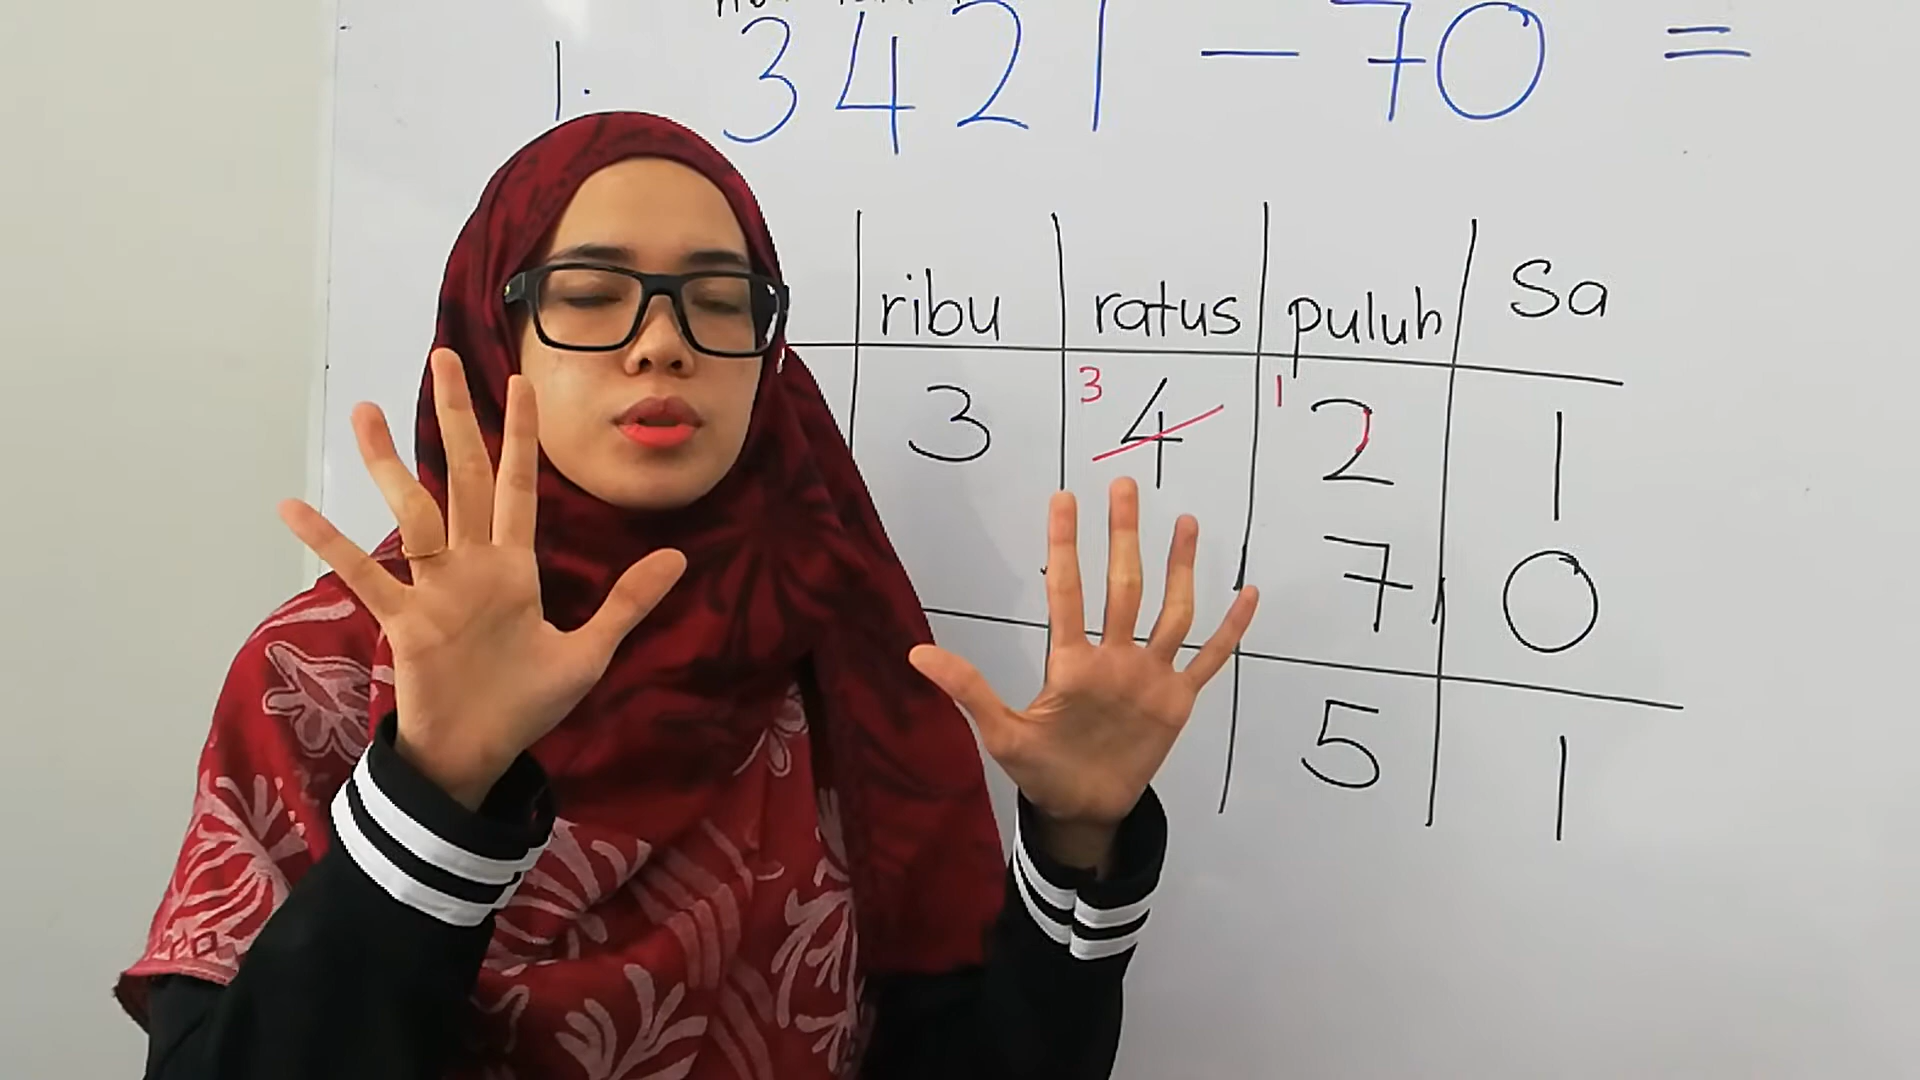 1. 3421 - 70 =
ribu ratus puluh Sa
3 1
3 4 2 1
7 0
5 1